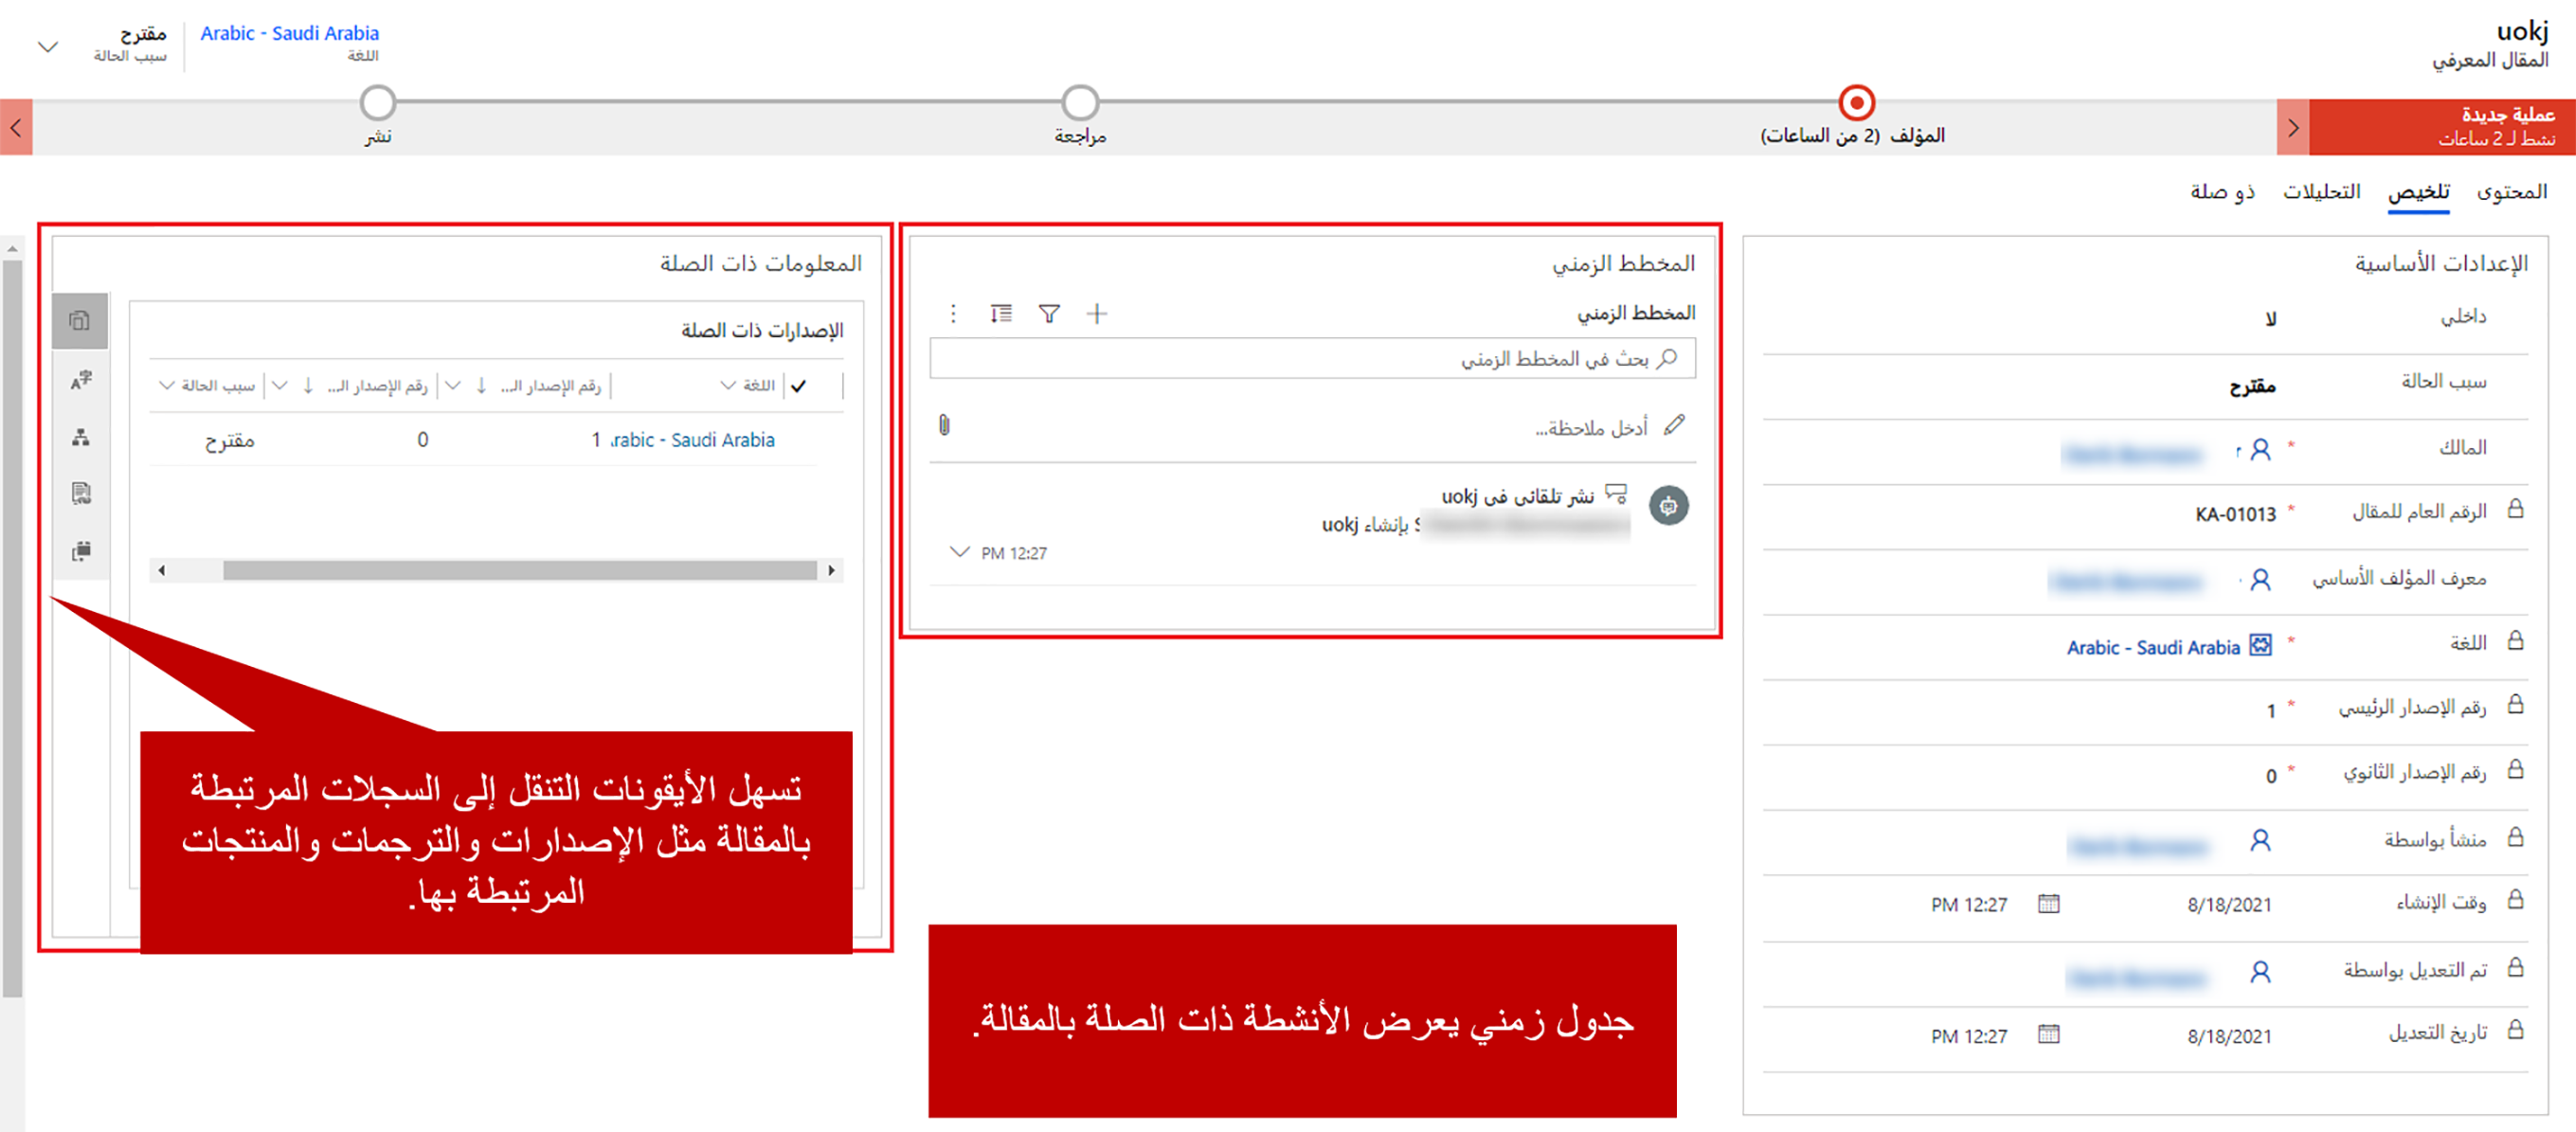 uokj
المقال المعرفي
Arabic - Saudi Arabia
اللغة
مقترح
سبب الحالة
عملية جديدة
نشط لـ 2 ساعات
المؤلف (2 من الساعات)
مراجعة
نشر
المحتوى تلخيص التحليلات ذو صلة
الإعدادات الأساسية
داخلي لا
سبب الحالة مقترح
المالك *
الرقم العام للمقال * KA-01013
معرف المؤلف الأساسي
اللغة * Arabic - Saudi Arabia
رقم الإصدار الرئيسي * 1
رقم الإصدار الثانوي * 0
منشأ بواسطة
وقت الإنشاء 8/18/2021 PM 12:27
تم التعديل بواسطة
تاريخ التعديل 8/18/2021 PM 12:27
المخطط الزمني
المخطط الزمني
بحث في المخطط الزمني
أدخل ملاحظة...
نشر تلقائي في uokj
بإنشاء uokj
PM 12:27
جدول زمني يعرض الأنشطة ذات الصلة بالمقالة.
المعلومات ذات الصلة
الإصدارات ذات الصلة
اللغة رقم الإصدار الـ... رقم الإصدار الـ... سبب الحالة
rabic - Saudi Arabia 1 0 مقترح
تسهل الأيقونات التنقل إلى السجلات المرتبطة
بالمقالة مثل الإصدارات والترجمات والمنتجات
المرتبطة بها.